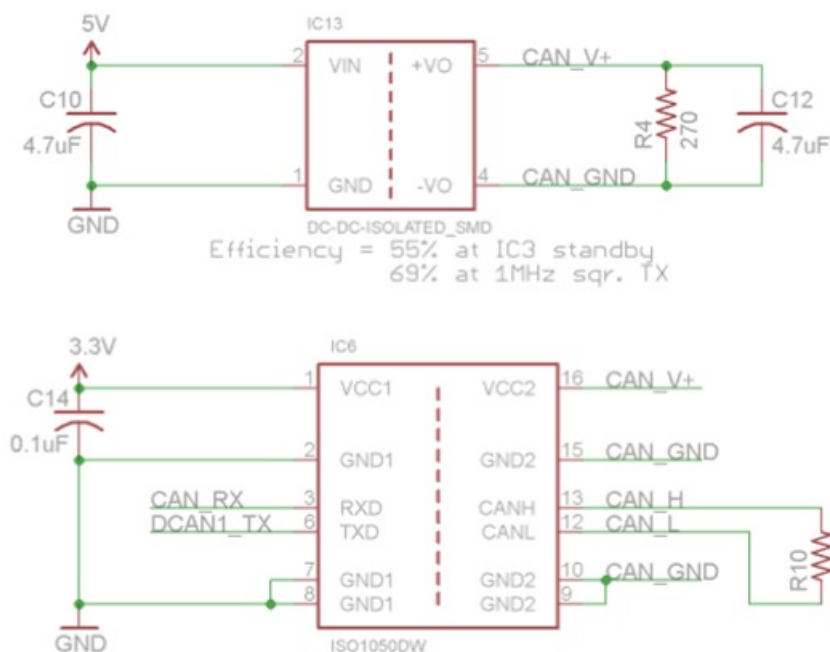 5V
IC13
2
VIN
+VO
5
CAN_V+
C10
4.7uF
R4
270
C12
4.7uF
1
GND
-VO
4
CAN_GND
GND
DC-DC-ISOLATED_SMD
Efficiency = 55% at IC3 standby
69% at 1MHz sqr. TX
3.3V
IC6
1
VCC1
VCC2
16
CAN_V+
C14
0.1uF
2
GND1
GND2
15
CAN_GND
CAN_RX
3
RXD
CANH
13
CAN_H
DCAN1_TX
6
TXD
CANL
12
CAN_L
R10
7
GND1
GND2
10
CAN_GND
8
GND1
GND2
9
GND
ISO1050DW